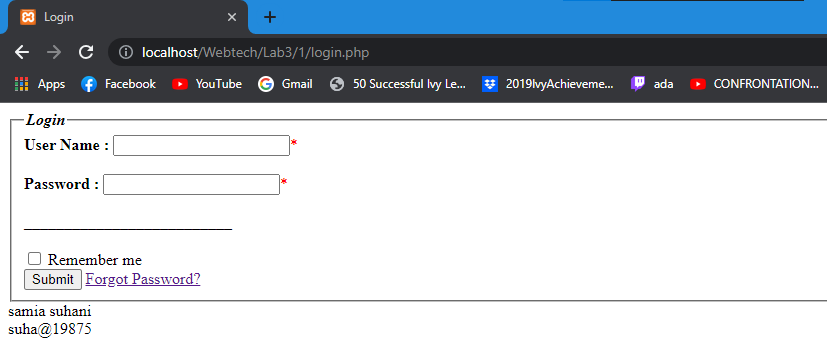 Login
localhost/Webtech/Lab3/1/login.php
Apps Facebook YouTube Gmail 50 Successful Ivy Le... 2019IvyAchieveme... ada CONFRONTATION...
Login
User Name : *
Password : *
Remember me
Submit Forgot Password?
samia suhani
suha@19875